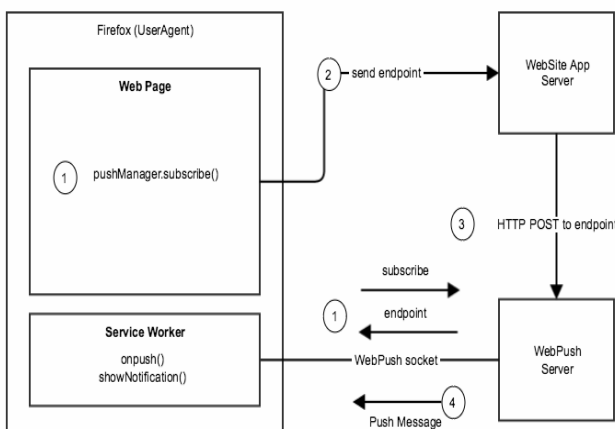 Firefox (UserAgent)
Web Page
1
pushManager.subscribe()
2
send endpoint
WebSite App
Server
3
HTTP POST to endpoint
subscribe
1
endpoint
Service Worker
onpush()
showNotification()
WebPush socket
WebPush
Server
4
Push Message